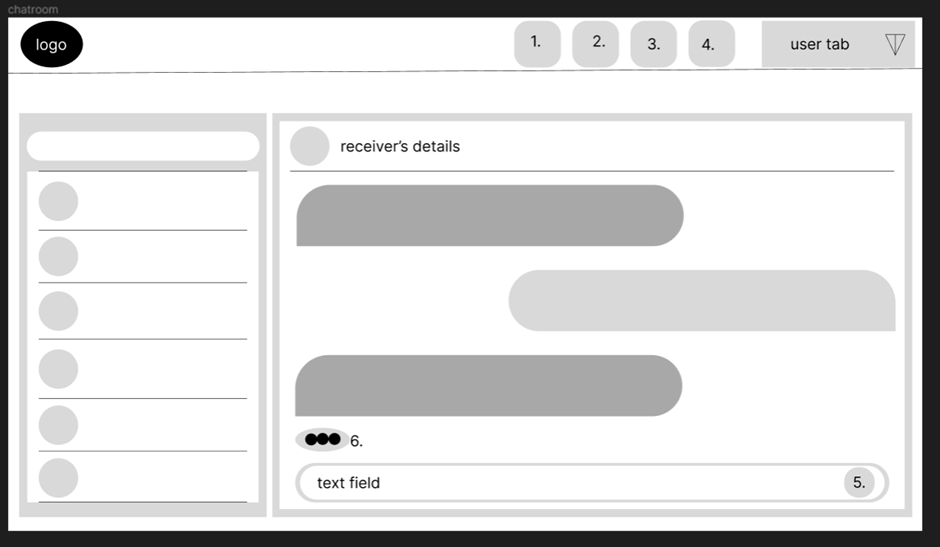 chatroom
logo
1.
2.
3.
4.
user tab
receiver’s details
6.
text field
5.